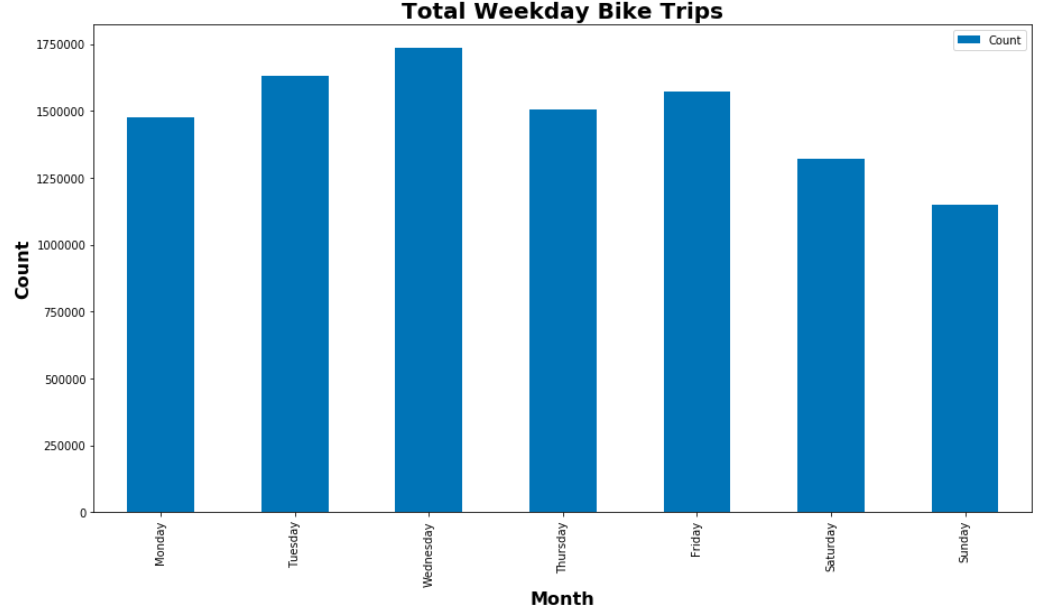 Total Weekday Bike Trips
Count
Count
1750000
1500000
1250000
1000000
750000
500000
250000
0
Monday
Tuesday
Wednesday
Thursday
Friday
Saturday
Sunday
Month